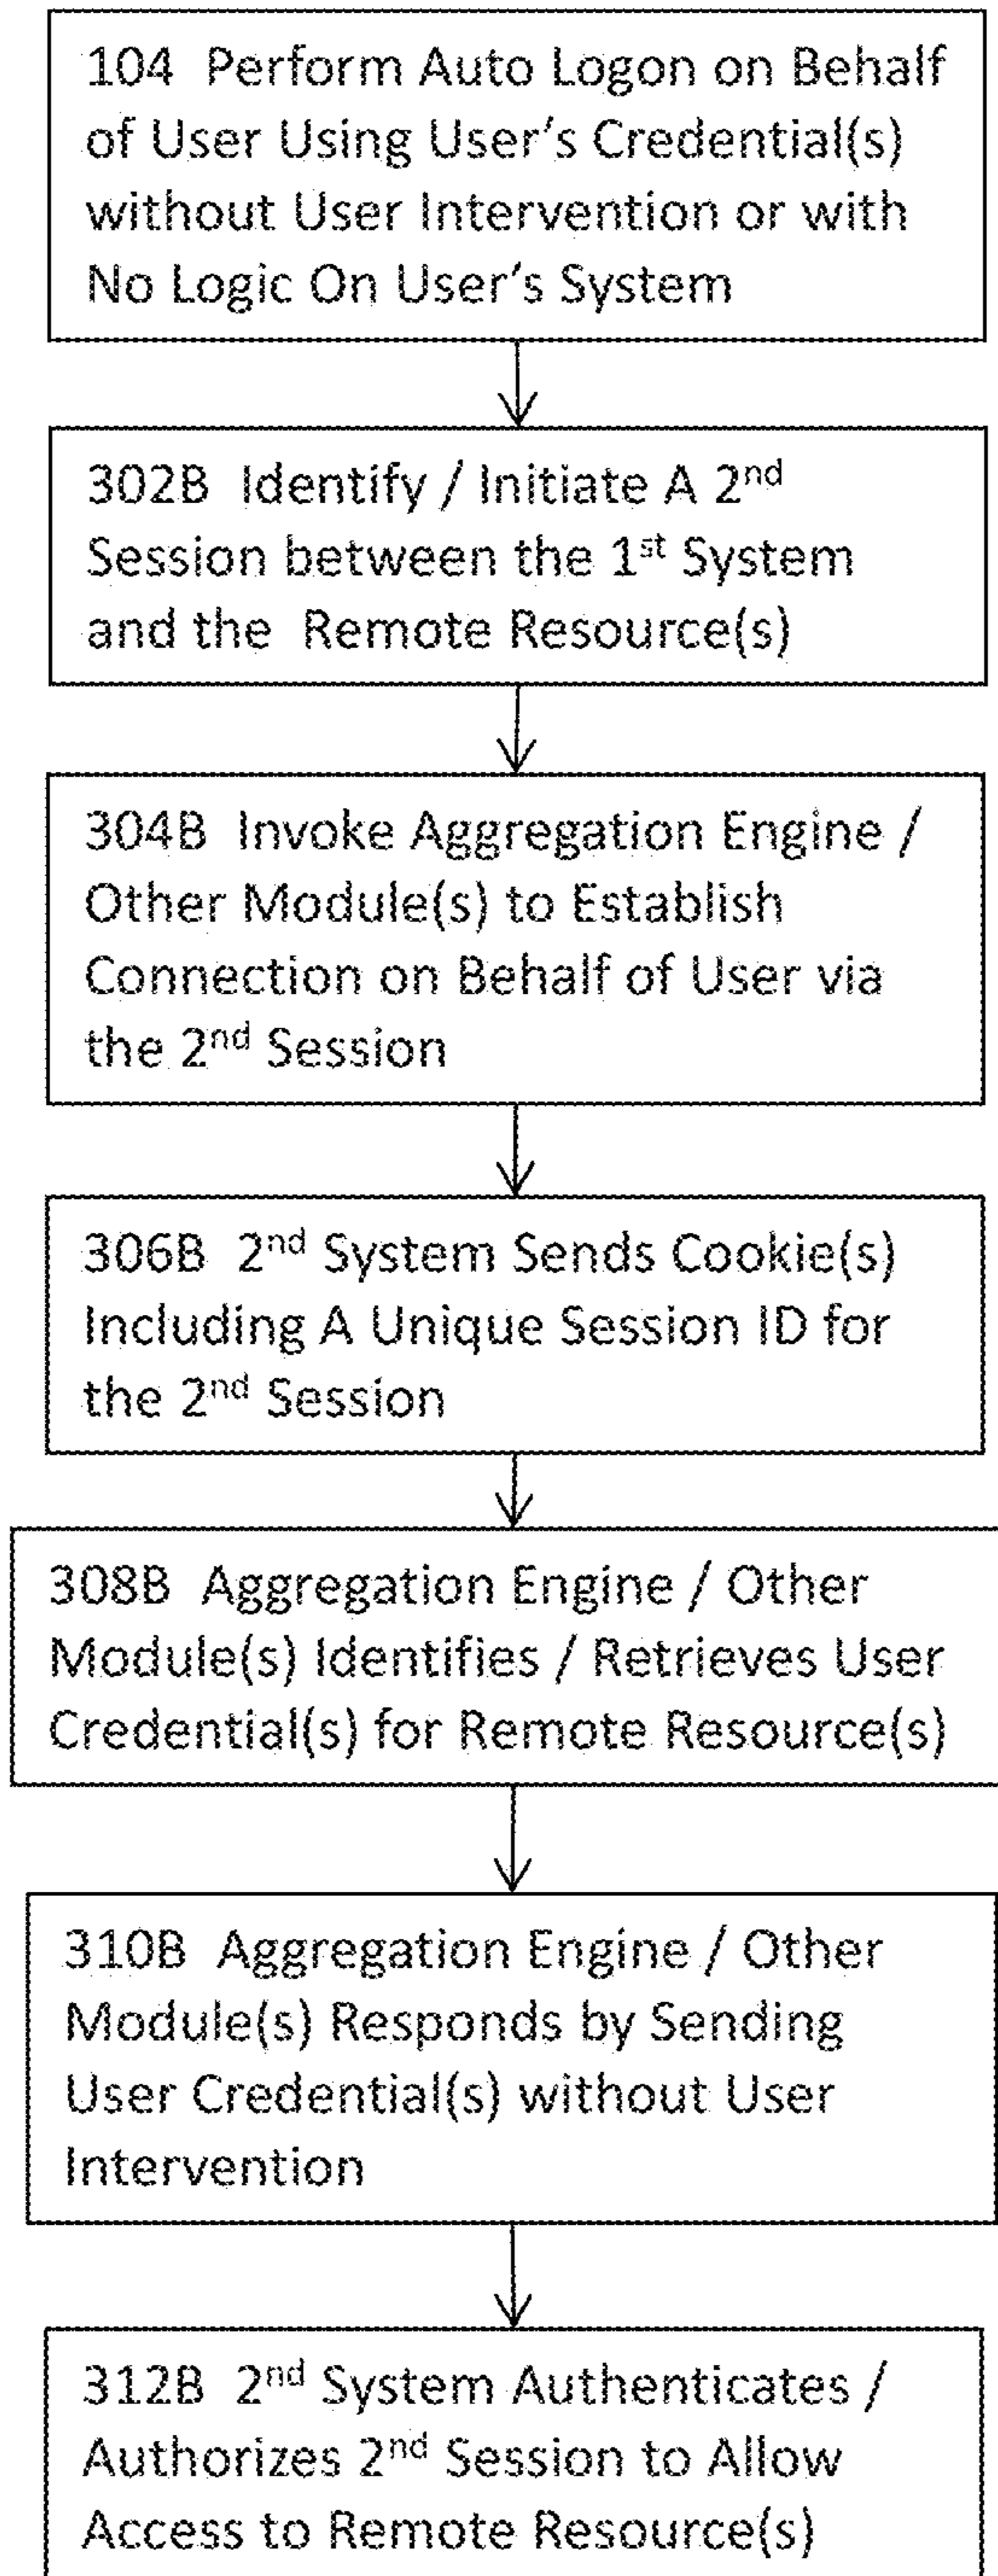 104 Perform Auto Logon on Behalf
of User Using User's Credential(s)
without User Intervention or with
No Logic On User's System
302B Identify / Initiate A 2nd
Session between the 1st System
and the Remote Resource(s)
304B Invoke Aggregation Engine /
Other Module(s) to Establish
Connection on Behalf of User via
the 2nd Session
306B 2nd System Sends Cookie(s)
Including A Unique Session ID for
the 2nd Session
308B Aggregation Engine / Other
Module(s) Identifies / Retrieves User
Credential(s) for Remote Resource(s)
310B Aggregation Engine / Other
Module(s) Responds by Sending
User Credential(s) without User
Intervention
312B 2nd System Authenticates /
Authorizes 2nd Session to Allow
Access to Remote Resource(s)